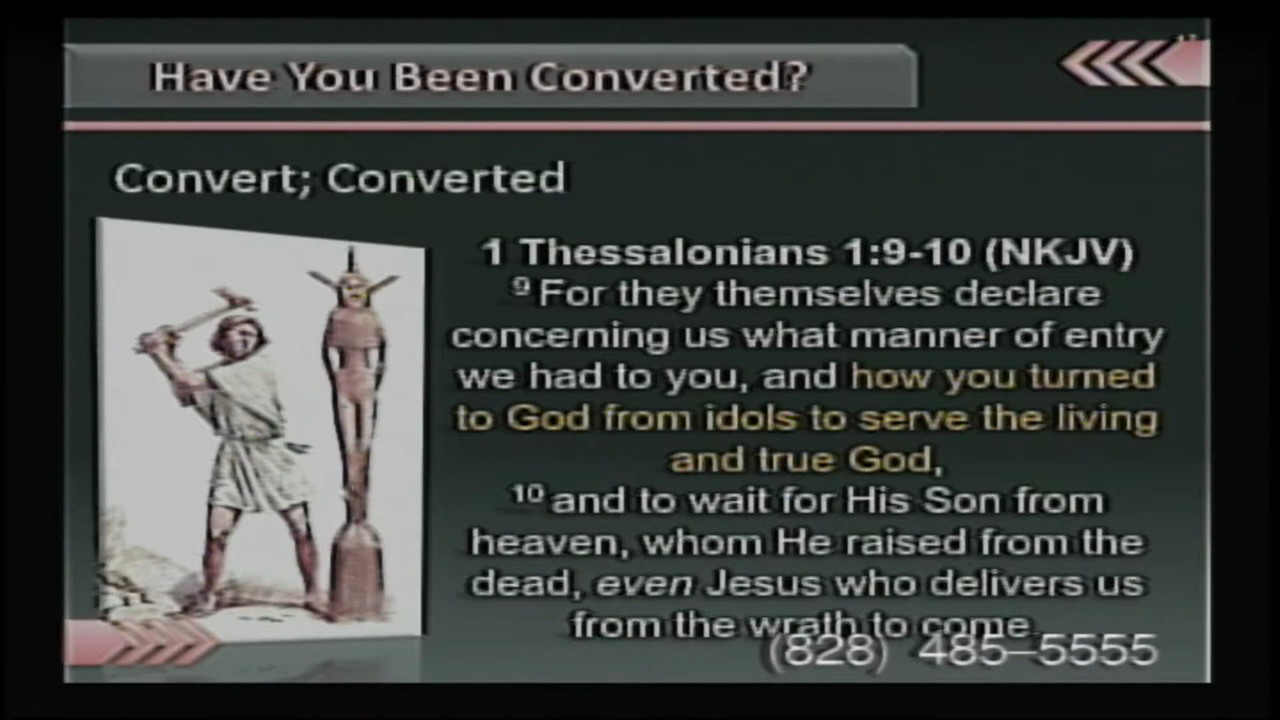 Have You Been Converted?
Convert; Converted
1 Thessalonians 1:9-10 (NKJV)
9 For they themselves declare
concerning us what manner of entry
we had to you, and how you turned
to God from idols to serve the living
and true God,
10 and to wait for His Son from
heaven, whom He raised from the
dead, even Jesus who delivers us
from the wrath to come.
(828) 485–5555